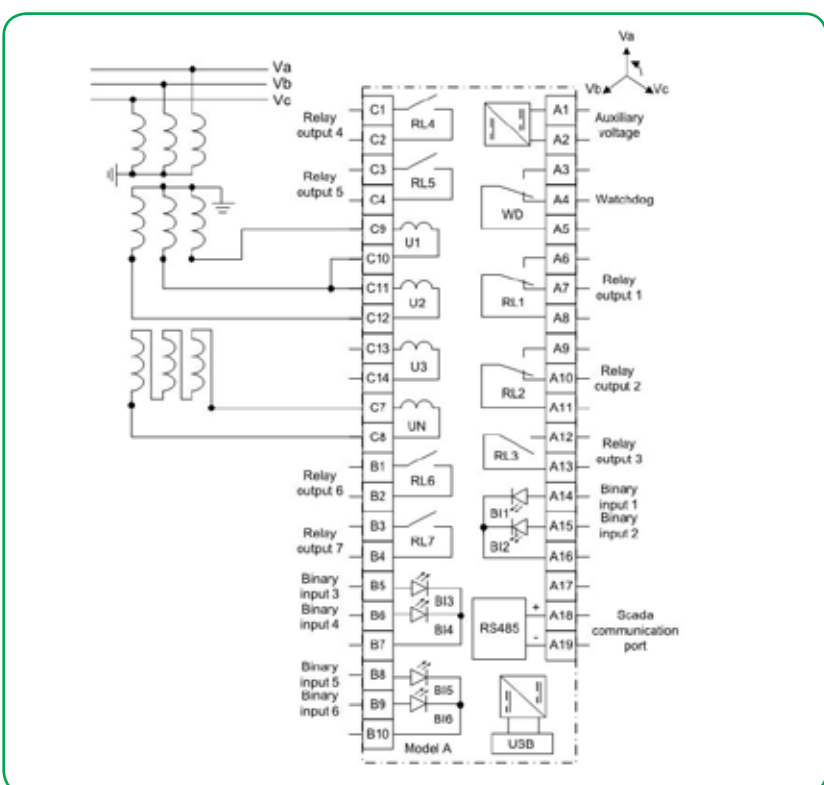 Va
Vb Vc
Va
Vb
Vc
Relay
output 4
C1
C2
RL4
Relay
output 5
C3
C4
RL5
C9
C10
U1
C11
C12
U2
C13
C14
U3
C7
C8
UN
Relay
output 6
B1
B2
RL6
Relay
output 7
B3
B4
RL7
Binary
input 3
Binary
input 4
B5
B6
B7
BI3
BI4
Binary
input 5
Binary
input 6
B8
B9
B10
BI5
BI6
Model A
A1
A2
Auxiliary
voltage
A3
A4
A5
WD
Watchdog
A6
A7
A8
RL1
Relay
output 1
A9
A10
A11
RL2
Relay
output 2
A12
A13
RL3
Relay
output 3
A14
A15
A16
BI1
BI2
Binary
input 1
Binary
input 2
A17
A18
A19
RS485
+
-
Scada
communication
port
USB